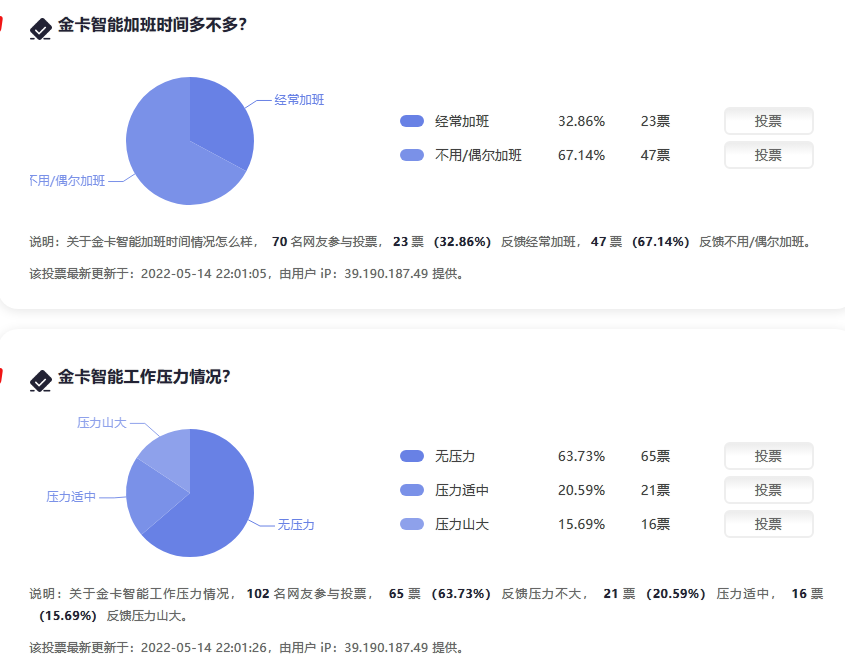 金卡智能加班时间多不多?
经常加班
不用/偶尔加班
经常加班 32.86% 23票 投票
不用/偶尔加班 67.14% 47票 投票
说明：关于金卡智能加班时间情况怎么样， 70 名网友参与投票， 23 票 (32.86%) 反馈经常加班，47 票 (67.14%) 反馈不用/偶尔加班。
该投票最新更新于：2022-05-14 22:01:05，由用户 iP：39.190.187.49 提供。
金卡智能工作压力情况?
压力山大
压力适中
无压力
无压力 63.73% 65票 投票
压力适中 20.59% 21票 投票
压力山大 15.69% 16票 投票
说明：关于金卡智能工作压力情况，102 名网友参与投票， 65 票 (63.73%) 反馈压力不大， 21 票 (20.59%) 压力适中， 16 票
(15.69%) 反馈压力山大。
该投票最新更新于：2022-05-14 22:01:26，由用户 iP：39.190.187.49 提供。